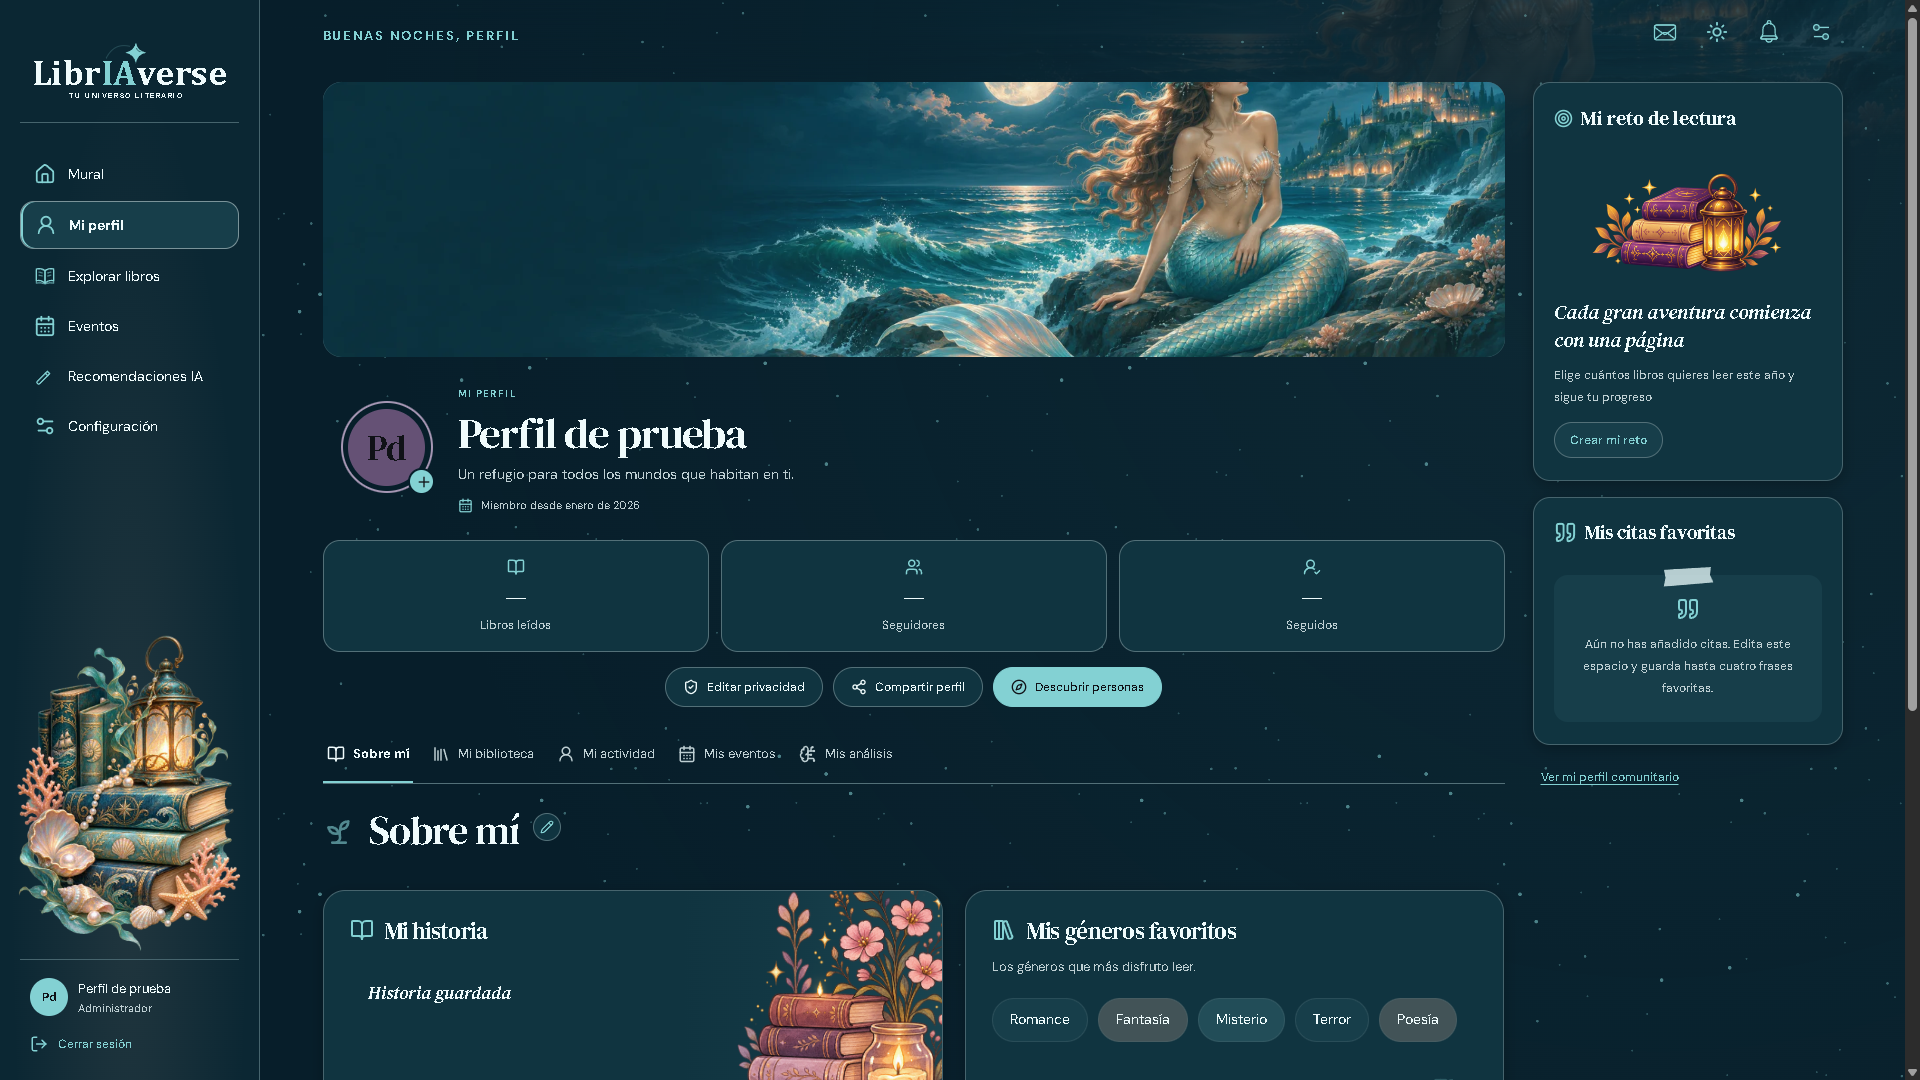 LibrIAverse
TU UNIVERSO LITERARIO
Mural
Mi perfil
Explorar libros
Eventos
Recomendaciones IA
Configuración
Pd
Perfil de prueba
Administrador
Cerrar sesión
BUENAS NOCHES, PERFIL
Pd
MI PERFIL
Perfil de prueba
Un refugio para todos los mundos que habitan en ti.
Miembro desde enero de 2026
—
Libros leídos
—
Seguidores
—
Seguidos
Editar privacidad
Compartir perfil
Descubrir personas
Sobre mí
Mi biblioteca
Mi actividad
Mis eventos
Mis análisis
Sobre mí
Mi historia
Historia guardada
Mis géneros favoritos
Los géneros que más disfruto leer.
Romance
Fantasía
Misterio
Terror
Poesía
Mi reto de lectura
Cada gran aventura comienza
con una página
Elige cuántos libros quieres leer este año y
sigue tu progreso
Crear mi reto
Mis citas favoritas
Aún no has añadido citas. Edita este
espacio y guarda hasta cuatro frases
favoritas.
Ver mi perfil comunitario